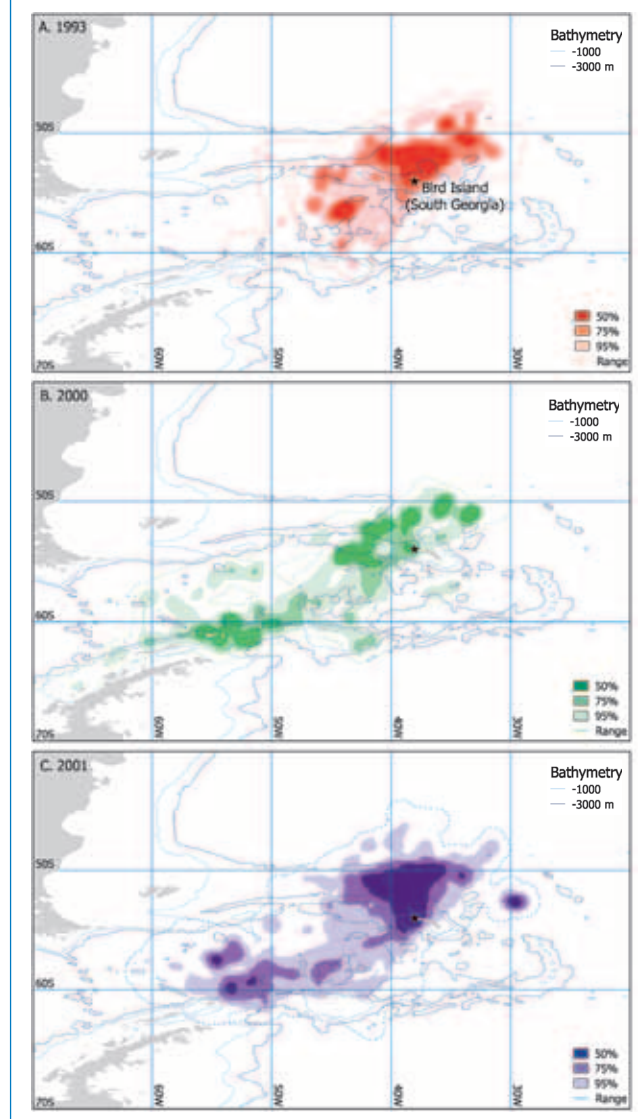 A. 1993
Bathymetry
-1000
-3000 m
50S
Bird Island
(South Georgia)
60S
50%
75%
95%
Range
70S
60W
50W
40W
30W
B. 2000
Bathymetry
-1000
-3000 m
50S
60S
50%
75%
95%
Range
70S
60W
50W
40W
30W
C. 2001
Bathymetry
-1000
-3000 m
50S
60S
50%
75%
95%
Range
70S
60W
50W
40W
30W